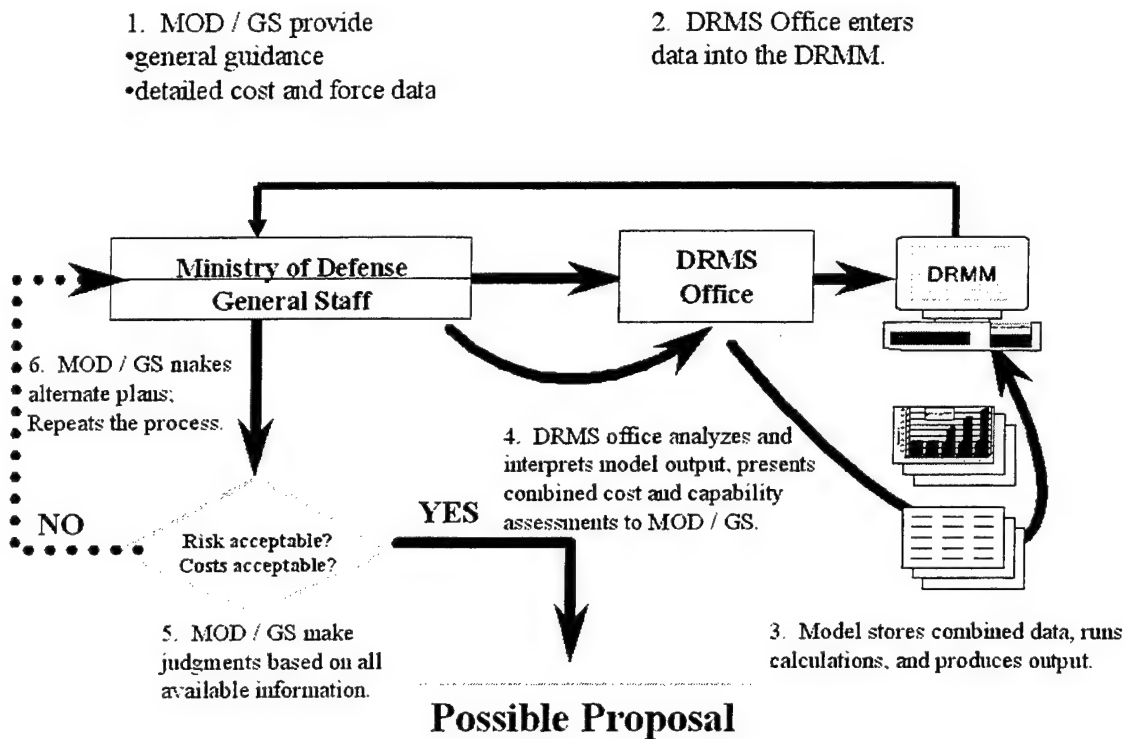 1. MOD / GS provide
•general guidance
•detailed cost and force data
2. DRMS Office enters
data into the DRMM.
Ministry of Defense
General Staff
DRMS
Office
DRMM
6. MOD / GS makes
alternate plans;
Repeats the process.
4. DRMS office analyzes and
interprets model output, presents
combined cost and capability
assessments to MOD / GS.
NO
YES
Risk acceptable?
Costs acceptable?
5. MOD / GS make
judgments based on all
available information.
3. Model stores combined data, runs
calculations, and produces output.
Possible Proposal